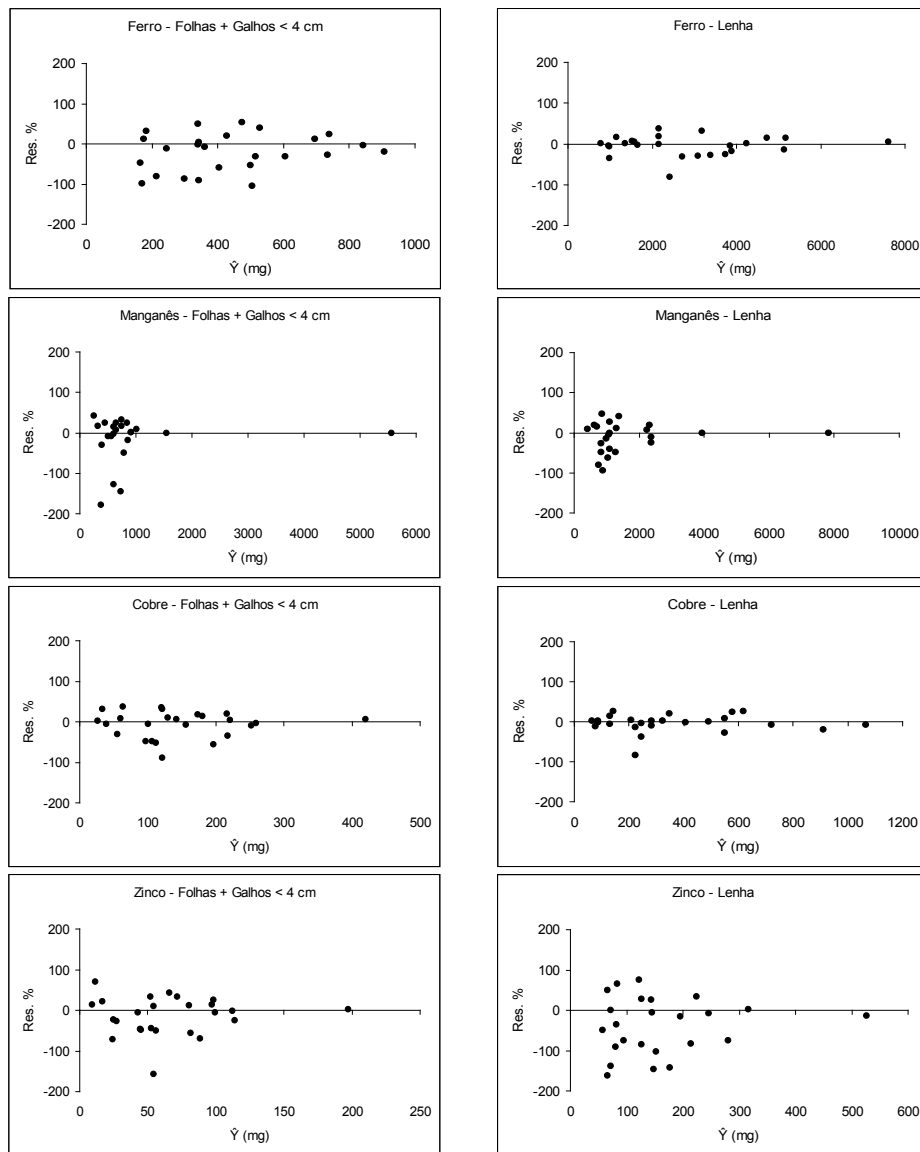 Ferro - Folhas + Galhos < 4 cm
200
100
0
-100
-200
0 200 400 600 800 1000
Res. %
Ŷ (mg)
Ferro - Lenha
200
100
0
-100
-200
0 2000 4000 6000 8000
Res. %
Ŷ (mg)
Manganês - Folhas + Galhos < 4 cm
200
100
0
-100
-200
0 1000 2000 3000 4000 5000 6000
Res. %
Ŷ (mg)
Manganês - Lenha
200
100
0
-100
-200
0 2000 4000 6000 8000 10000
Res. %
Ŷ (mg)
Cobre - Folhas + Galhos < 4 cm
200
100
0
-100
-200
0 100 200 300 400 500
Res. %
Ŷ (mg)
Cobre - Lenha
200
100
0
-100
-200
0 200 400 600 800 1000 1200
Res. %
Ŷ (mg)
Zinco - Folhas + Galhos < 4 cm
200
100
0
-100
-200
0 50 100 150 200 250
Res. %
Ŷ (mg)
Zinco - Lenha
200
100
0
-100
-200
0 100 200 300 400 500 600
Res. %
Ŷ (mg)